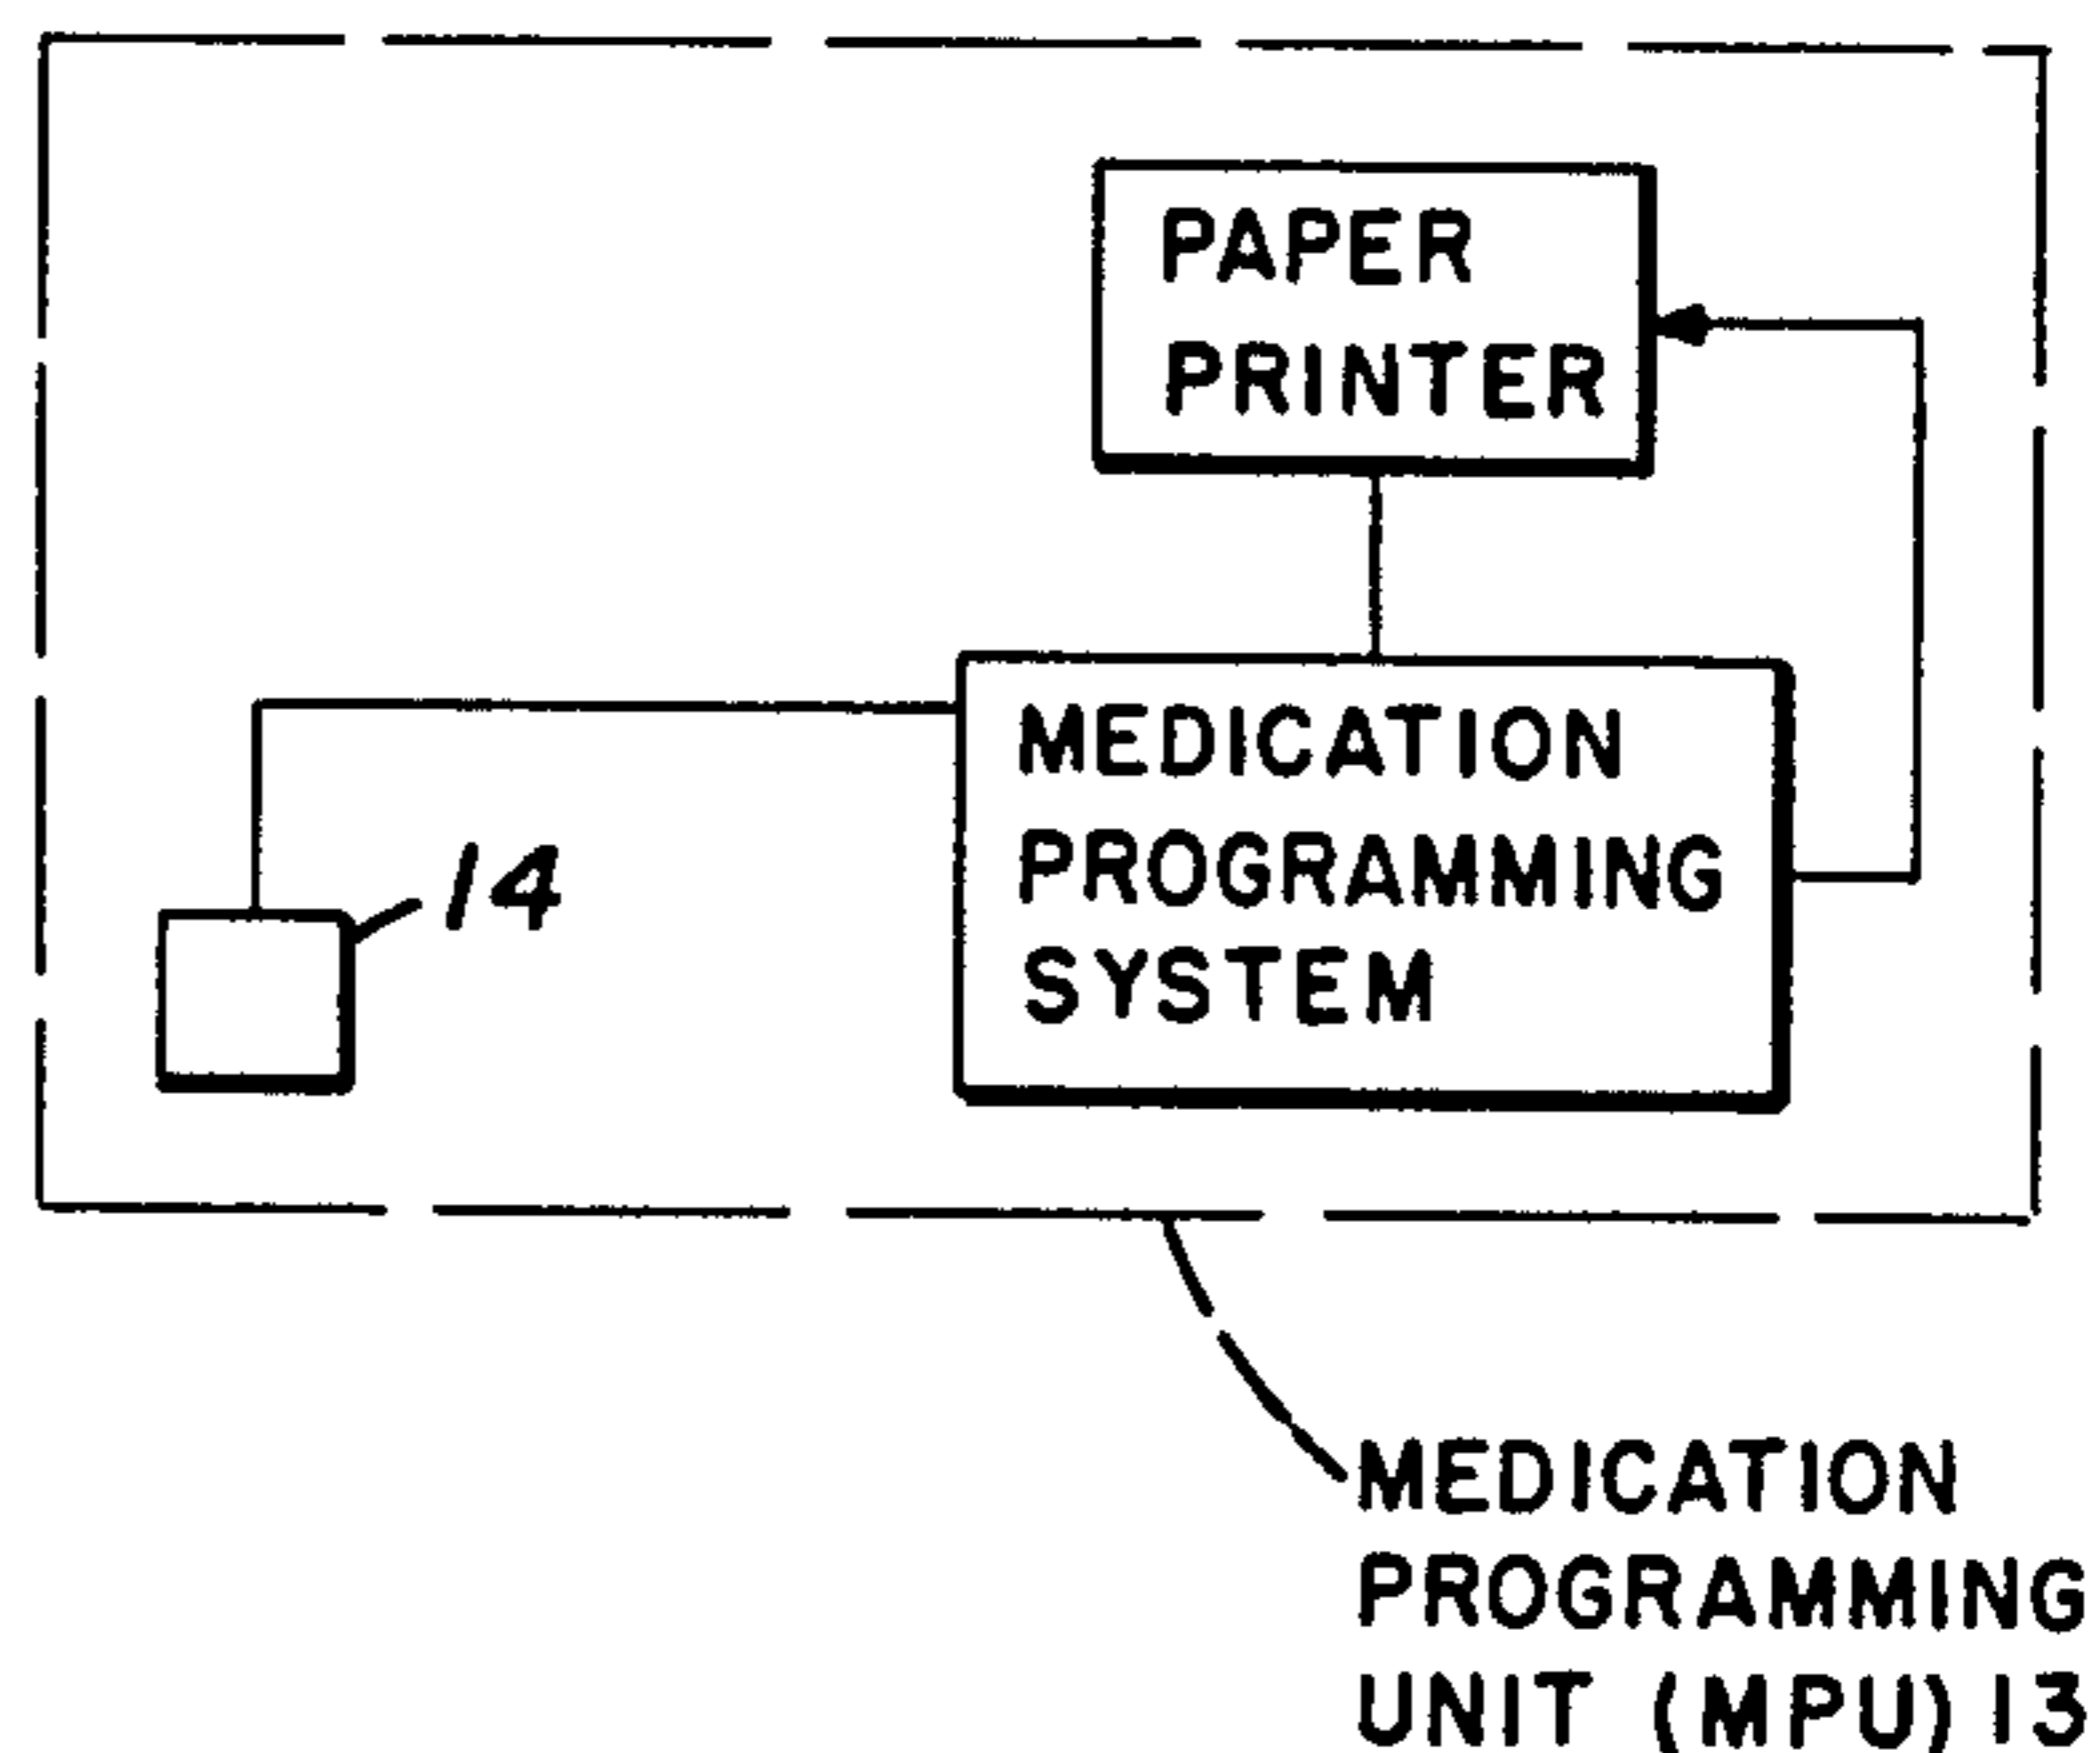 PAPER
PRINTER
MEDICATION
PROGRAMMING
SYSTEM
14
MEDICATION
PROGRAMMING
UNIT (MPU) 13